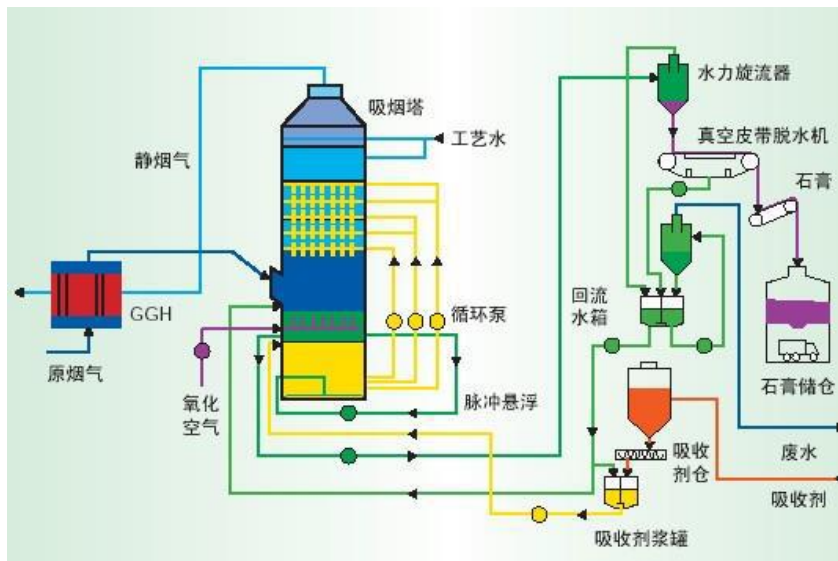 水力旋流器
吸烟塔
工艺水
真空皮带脱水机
静烟气
石膏
GGH
循环泵
回流
水箱
原烟气
氧化
空气
脉冲悬浮
石膏储仓
吸收
剂仓
废水
吸收剂
吸收剂浆罐